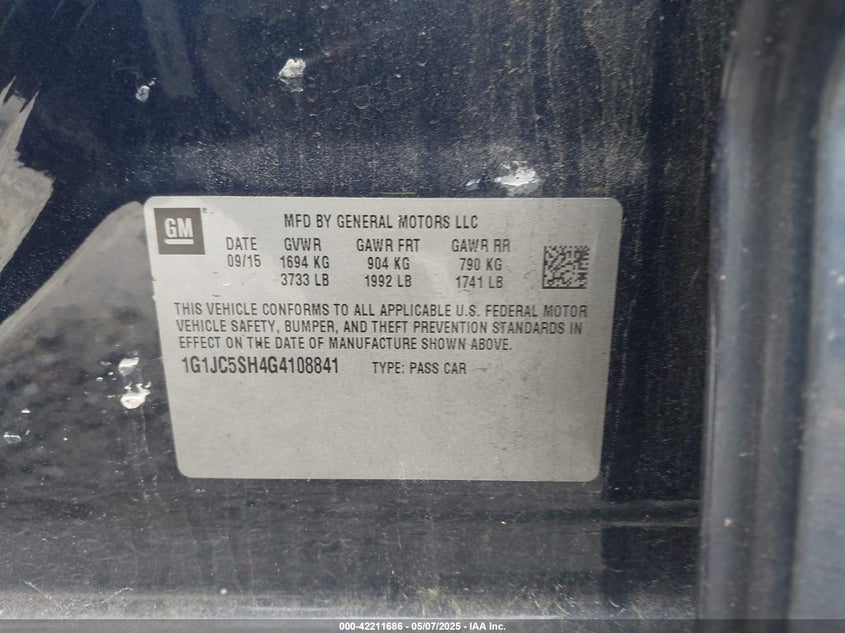 GM
MFD BY GENERAL MOTORS LLC
DATE GVWR GAWR FRT GAWR RR
09/15 1694 KG 904 KG 790 KG
3733 LB 1992 LB 1741 LB
THIS VEHICLE CONFORMS TO ALL APPLICABLE U.S. FEDERAL MOTOR
VEHICLE SAFETY, BUMPER, AND THEFT PREVENTION STANDARDS IN
EFFECT ON THE DATE OF MANUFACTURE SHOWN ABOVE.
1G1JC5SH4G4108841 TYPE: PASS CAR
000-42211686 - 05/07/2025 - IAA Inc.